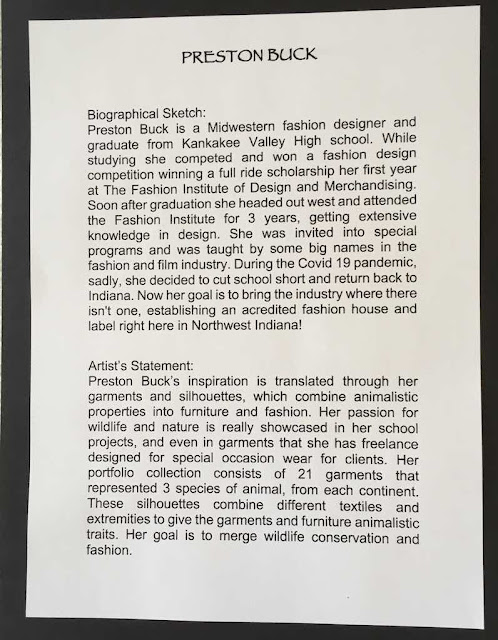 PRESTON BUCK
Biographical Sketch:
Preston Buck is a Midwestern fashion designer and
graduate from Kankakee Valley High school. While
studying she competed and won a fashion design
competition winning a full ride scholarship her first year
at The Fashion Institute of Design and Merchandising.
Soon after graduation she headed out west and attended
the Fashion Institute for 3 years, getting extensive
knowledge in design. She was invited into special
programs and was taught by some big names in the
fashion and film industry. During the Covid 19 pandemic,
sadly, she decided to cut school short and return back to
Indiana. Now her goal is to bring the industry where there
isn't one, establishing an acredited fashion house and
label right here in Northwest Indiana!
Artist's Statement:
Preston Buck's inspiration is translated through her
garments and silhouettes, which combine animalistic
properties into furniture and fashion. Her passion for
wildlife and nature is really showcased in her school
projects, and even in garments that she has freelance
designed for special occasion wear for clients. Her
portfolio collection consists of 21 garments that
represented 3 species of animal, from each continent.
These silhouettes combine different textiles and
extremities to give the garments and furniture animalistic
traits. Her goal is to merge wildlife conservation and
fashion.